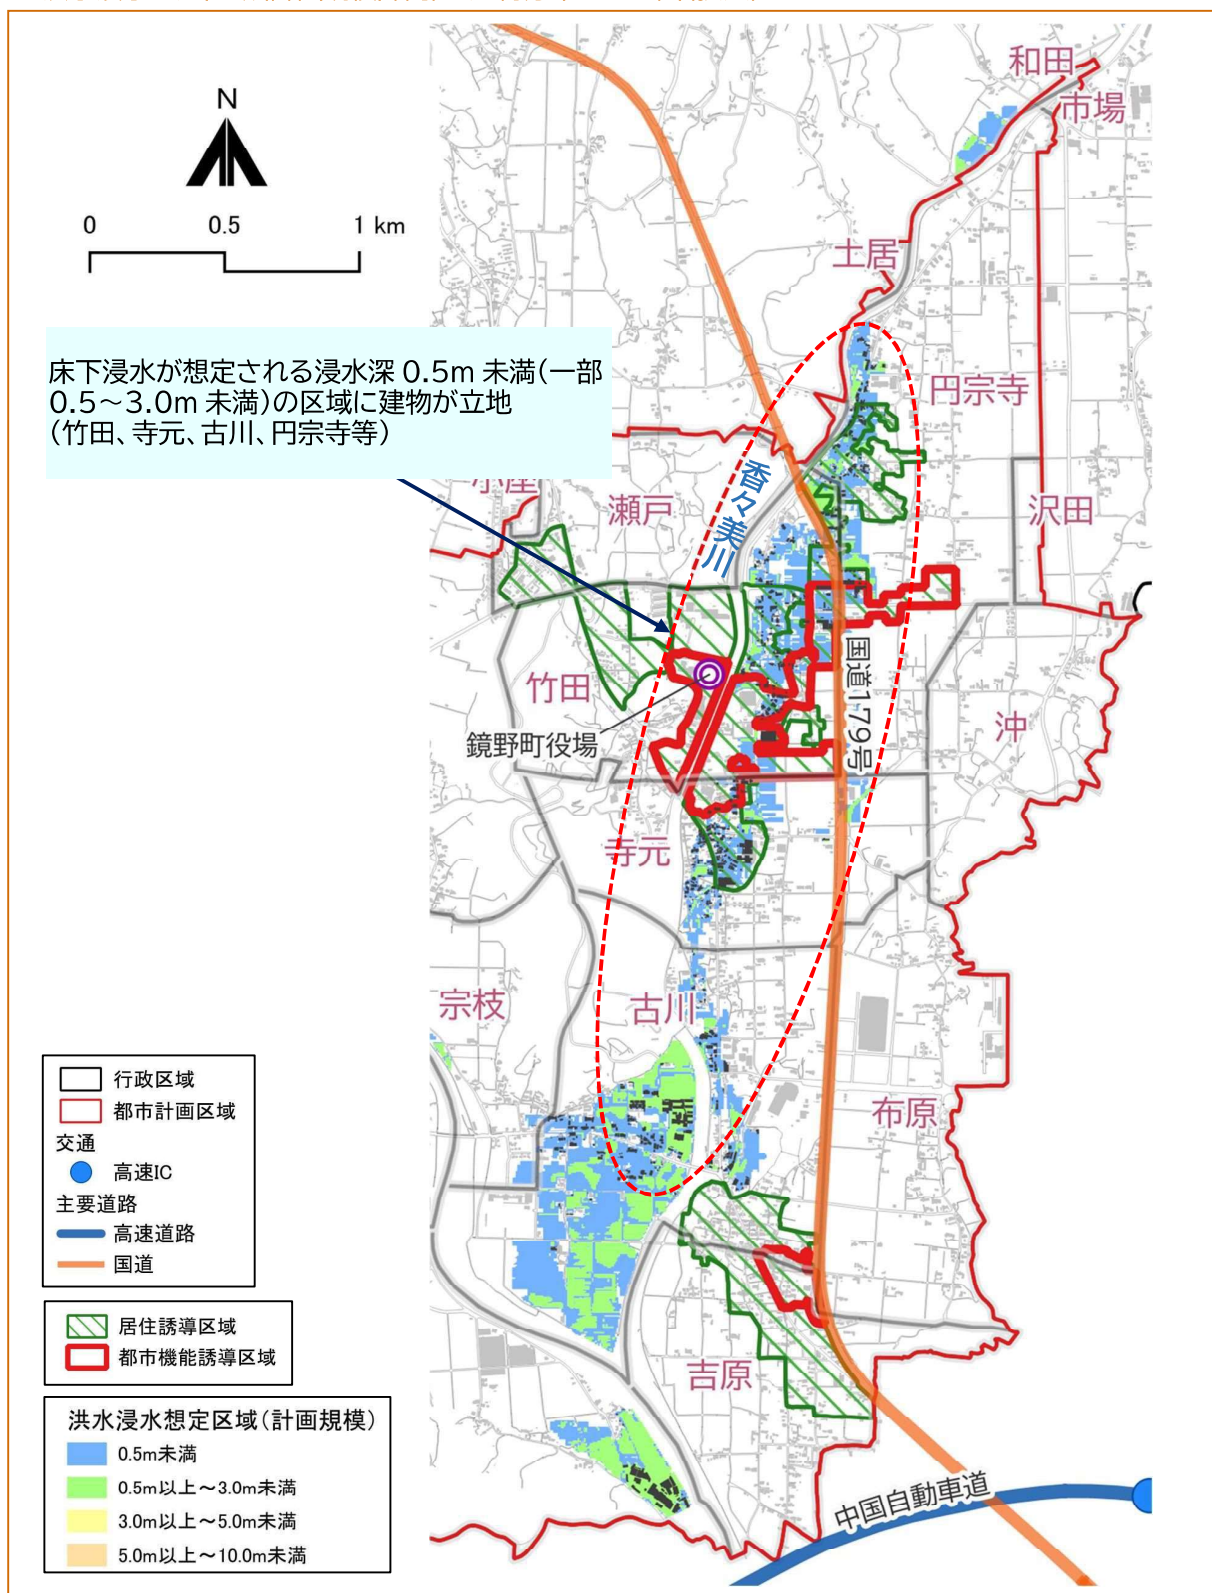 和田
市場
N
0 0.5 1 km
土居
床下浸水が想定される浸水深 0.5m 未満(一部
0.5～3.0m 未満)の区域に建物が立地
(竹田、寺元、古川、円宗寺等)
円宗寺
香々美川
瀬戸
沢田
竹田
国道179号
沖
鏡野町役場
寺元
宗枝
古川
布原
行政区域
都市計画区域
交通
高速IC
主要道路
高速道路
国道
居住誘導区域
都市機能誘導区域
吉原
洪水浸水想定区域(計画規模)
0.5m未満
0.5m以上～3.0m未満
3.0m以上～5.0m未満
5.0m以上～10.0m未満
中国自動車道